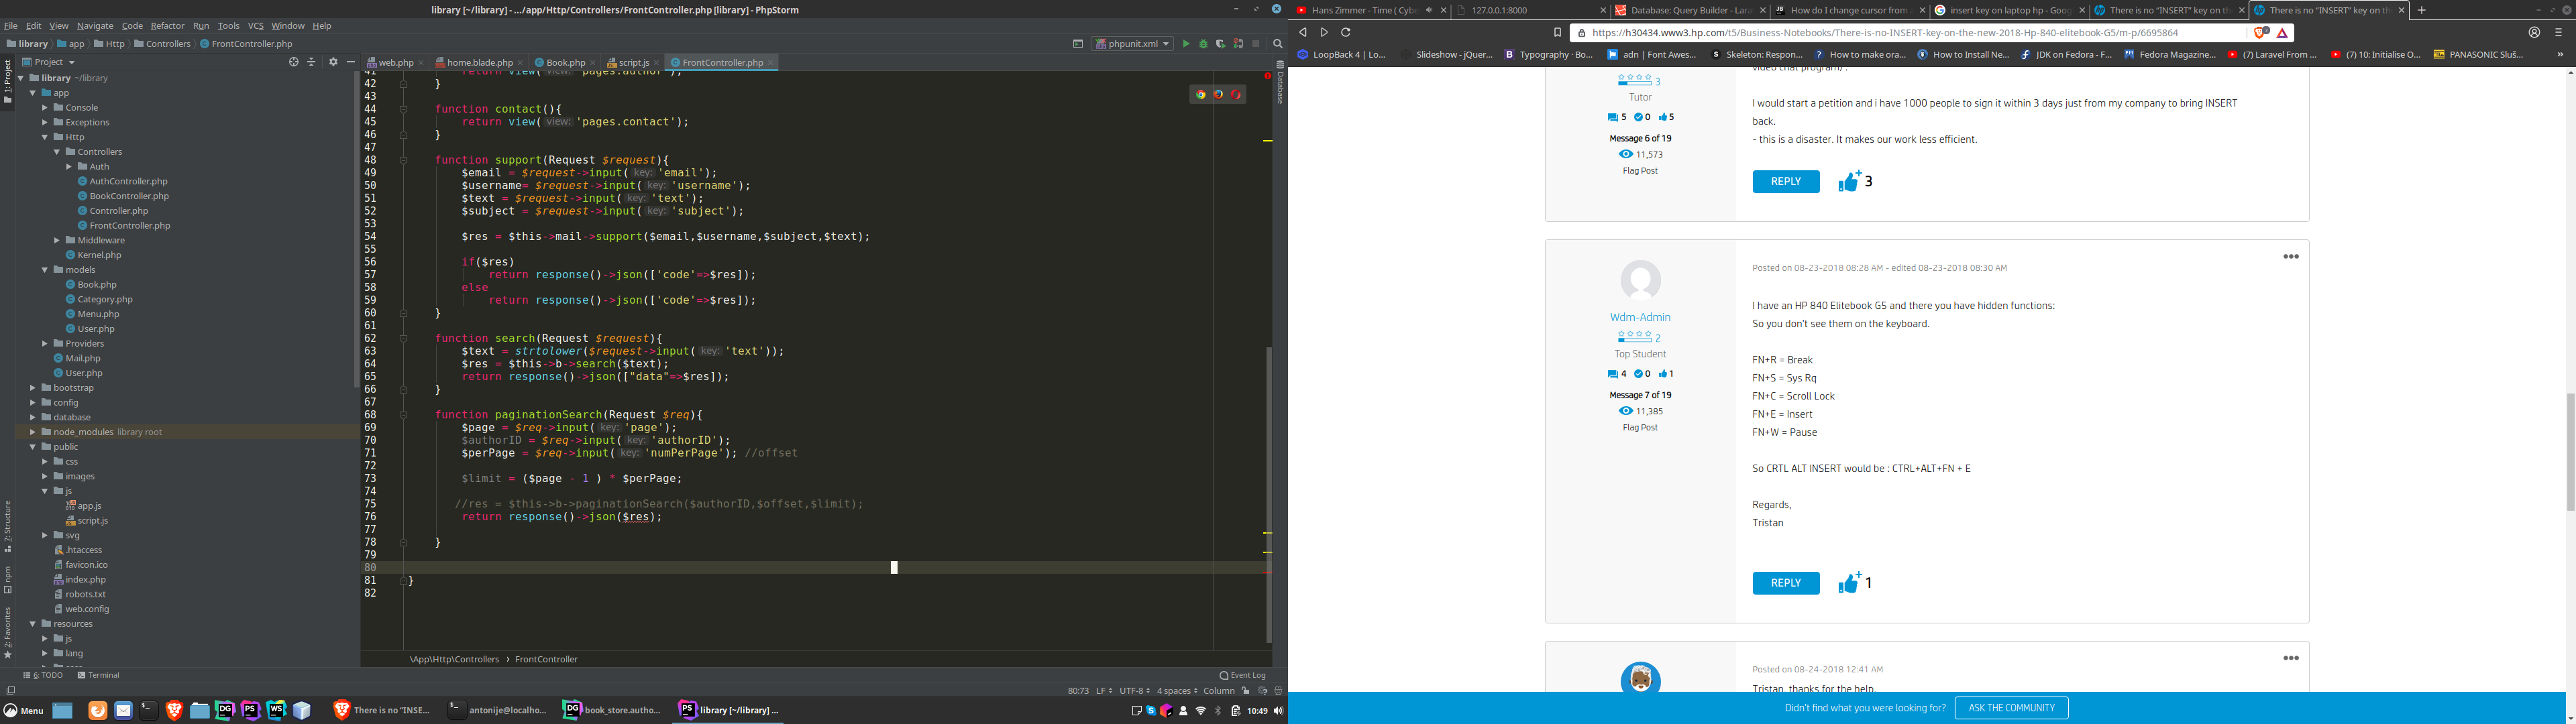 library [~/library] - .../app/Http/Controllers/FrontController.php [library] - PhpStorm
File Edit View Navigate Code Refactor Run Tools VCS Window Help
library app Http Controllers FrontController.php
phpunit.xml
Project
web.php home.blade.php Book.php script.js FrontController.php
1: Project
7: Structure
npm
2: Favorites
Database
library ~/library
app
Console
Exceptions
Http
Controllers
Auth
AuthController.php
BookController.php
Controller.php
FrontController.php
Middleware
Kernel.php
models
Book.php
Category.php
Menu.php
User.php
Providers
Mail.php
User.php
bootstrap
config
database
node_modules library root
public
css
images
js
app.js
script.js
svg
.htaccess
favicon.ico
index.php
robots.txt
web.config
resources
js
lang
41 return view( view: 'pages.author');
42 }
43
44 function contact(){
45 return view( view: 'pages.contact');
46 }
47
48 function support(Request $request){
49 $email = $request->input( key: 'email');
50 $username= $request->input( key: 'username');
51 $text = $request->input( key: 'text');
52 $subject = $request->input( key: 'subject');
53
54 $res = $this->mail->support($email,$username,$subject,$text);
55
56 if($res)
57 return response()->json(['code'=>$res]);
58 else
59 return response()->json(['code'=>$res]);
60 }
61
62 function search(Request $request){
63 $text = strtolower($request->input( key: 'text'));
64 $res = $this->b->search($text);
65 return response()->json(["data"=>$res]);
66 }
67
68 function paginationSearch(Request $req){
69 $page = $req->input( key: 'page');
70 $authorID = $req->input( key: 'authorID');
71 $perPage = $req->input( key: 'numPerPage'); //offset
72
73 $limit = ($page - 1 ) * $perPage;
74
75 //res = $this->b->paginationSearch($authorID,$offset,$limit);
76 return response()->json($res);
77
78 }
79
80
81 }
82
\App\Http\Controllers › FrontController
6: TODO Terminal
Event Log
80:73 LF UTF-8 4 spaces Column
Menu
There is no "INSE...
antonije@localho...
book_store.autho...
library [~/library] ...
10:49
Hans Zimmer - Time ( Cybe
127.0.0.1:8000
Database: Query Builder - Lara
How do I change cursor from
insert key on laptop hp - Goog
There is no "INSERT" key on th
There is no "INSERT" key on th
https://h30434.www3.hp.com/t5/Business-Notebooks/There-is-no-INSERT-key-on-the-new-2018-Hp-840-elitebook-G5/m-p/6695864
LoopBack 4 | Lo...
Slideshow - jQuer...
Typography · Bo...
adn | Font Awes...
Skeleton: Respon...
How to make ora...
How to Install Ne...
JDK on Fedora - F...
Fedora Magazine...
(7) Laravel From ...
(7) 10: Initialise O...
PANASONIC Sluš...
video chat program) .
3
Tutor
5 0 5
Message 6 of 19
11,573
Flag Post
I would start a petition and i have 1000 people to sign it within 3 days just from my company to bring INSERT
back.
- this is a disaster. It makes our work less efficient.
REPLY 3
Wdm-Admin
2
Top Student
4 0 1
Message 7 of 19
11,385
Flag Post
Posted on 08-23-2018 08:28 AM - edited 08-23-2018 08:30 AM
I have an HP 840 Elitebook G5 and there you have hidden functions:
So you don't see them on the keyboard.
FN+R = Break
FN+S = Sys Rq
FN+C = Scroll Lock
FN+E = Insert
FN+W = Pause
So CRTL ALT INSERT would be : CTRL+ALT+FN + E
Regards,
Tristan
REPLY 1
Posted on 08-24-2018 12:41 AM
Tristan, thanks for the help.
Didn't find what you were looking for? ASK THE COMMUNITY